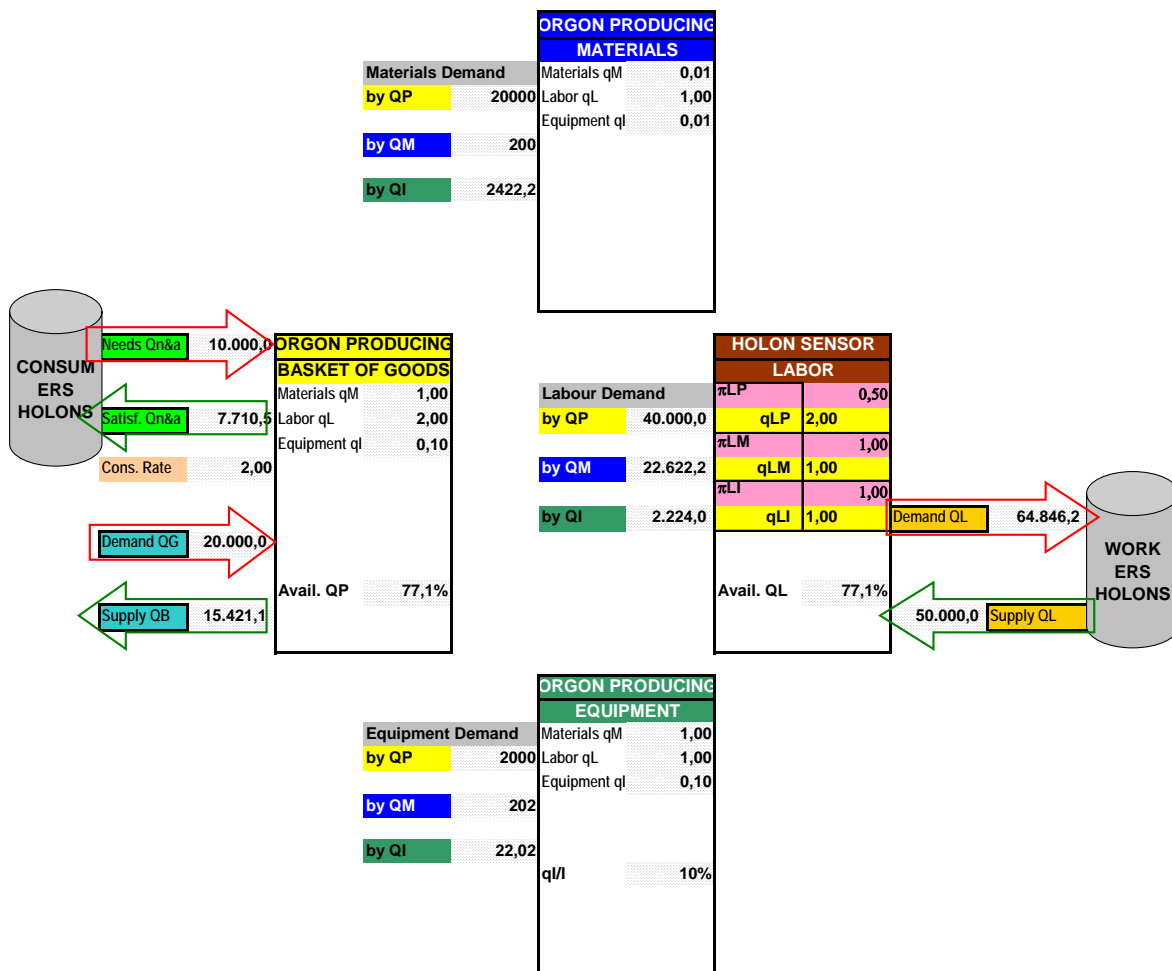 ORGON PRODUCING
MATERIALS
Materials Demand
Materials qM 0,01
by QP 20000
Labor qL 1,00
Equipment qI 0,01
by QM 200
by QI 2422,2
CONSUM
ERS
HOLONS
Needs Qn&a 10.000,0
Satisf. Qn&a 7.710,5
Cons. Rate 2,00
Demand QG 20.000,0
Supply QB 15.421,1
ORGON PRODUCING
BASKET OF GOODS
Materials qM 1,00
Labor qL 2,00
Equipment qI 0,10
Avail. QP 77,1%
Labour Demand
by QP 40.000,0
by QM 22.622,2
by QI 2.224,0
HOLON SENSOR
LABOR
πLP 0,50
qLP 2,00
πLM 1,00
qLM 1,00
πLI 1,00
qLI 1,00
Avail. QL 77,1%
Demand QL 64.846,2
50.000,0 Supply QL
WORK
ERS
HOLONS
ORGON PRODUCING
EQUIPMENT
Equipment Demand
Materials qM 1,00
by QP 2000
Labor qL 1,00
Equipment qI 0,10
by QM 202
by QI 22,02
qI/I 10%